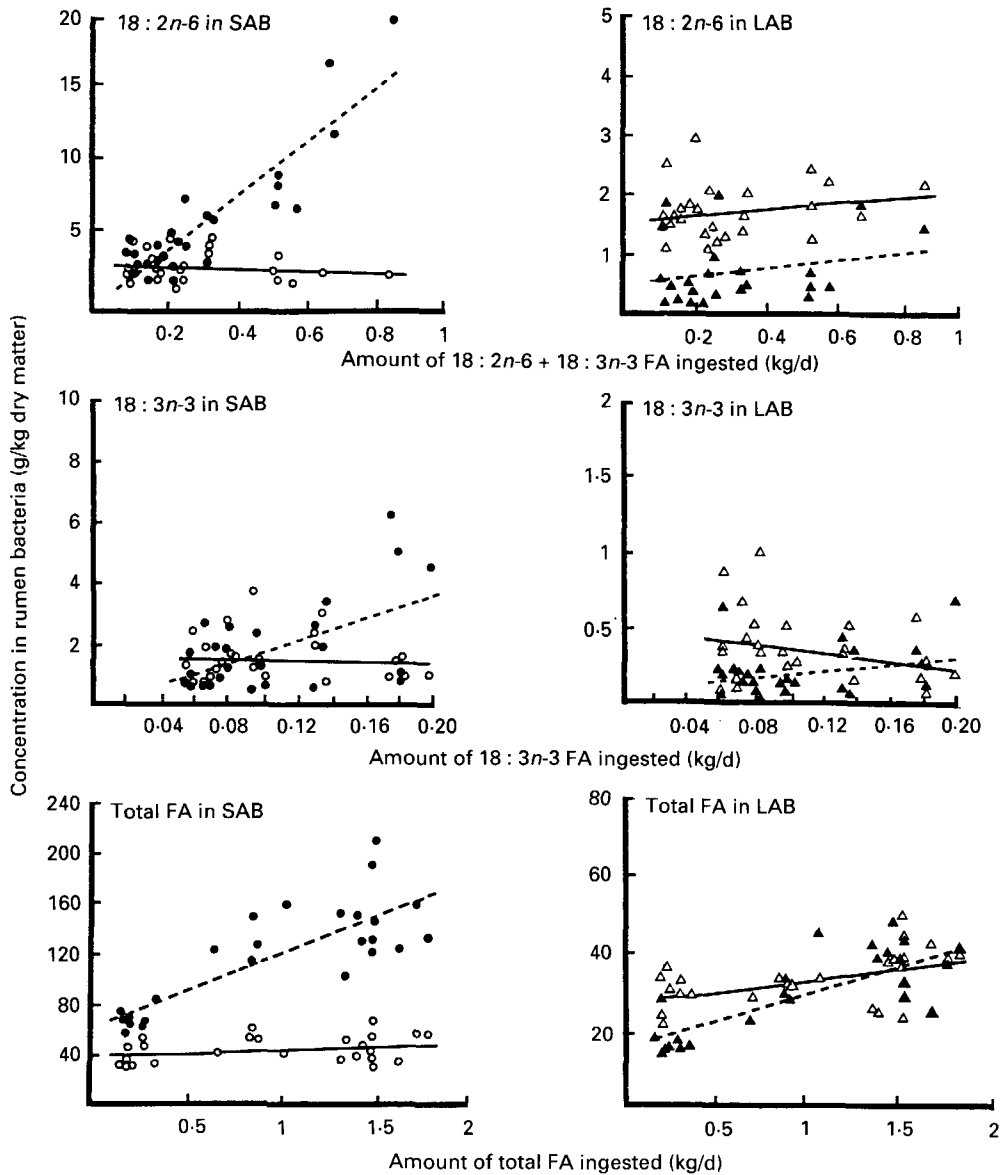 Concentration in rumen bacteria (g/kg dry matter)
18 : 2n-6 in SAB
20
15
10
5
0·2 0·4 0·6 0·8 1
18 : 2n-6 in LAB
5
4
3
2
1
0·2 0·4 0·6 0·8 1
Amount of 18 : 2n-6 + 18 : 3n-3 FA ingested (kg/d)
18 : 3n-3 in SAB
10
8
6
4
2
0·04 0·08 0·12 0·16 0·20
18 : 3n-3 in LAB
2
1·5
1
0·5
0·04 0·08 0·12 0·16 0·20
Amount of 18 : 3n-3 FA ingested (kg/d)
Total FA in SAB
240
200
160
120
80
40
0·5 1 1·5 2
Total FA in LAB
80
60
40
20
0·5 1 1·5 2
Amount of total FA ingested (kg/d)